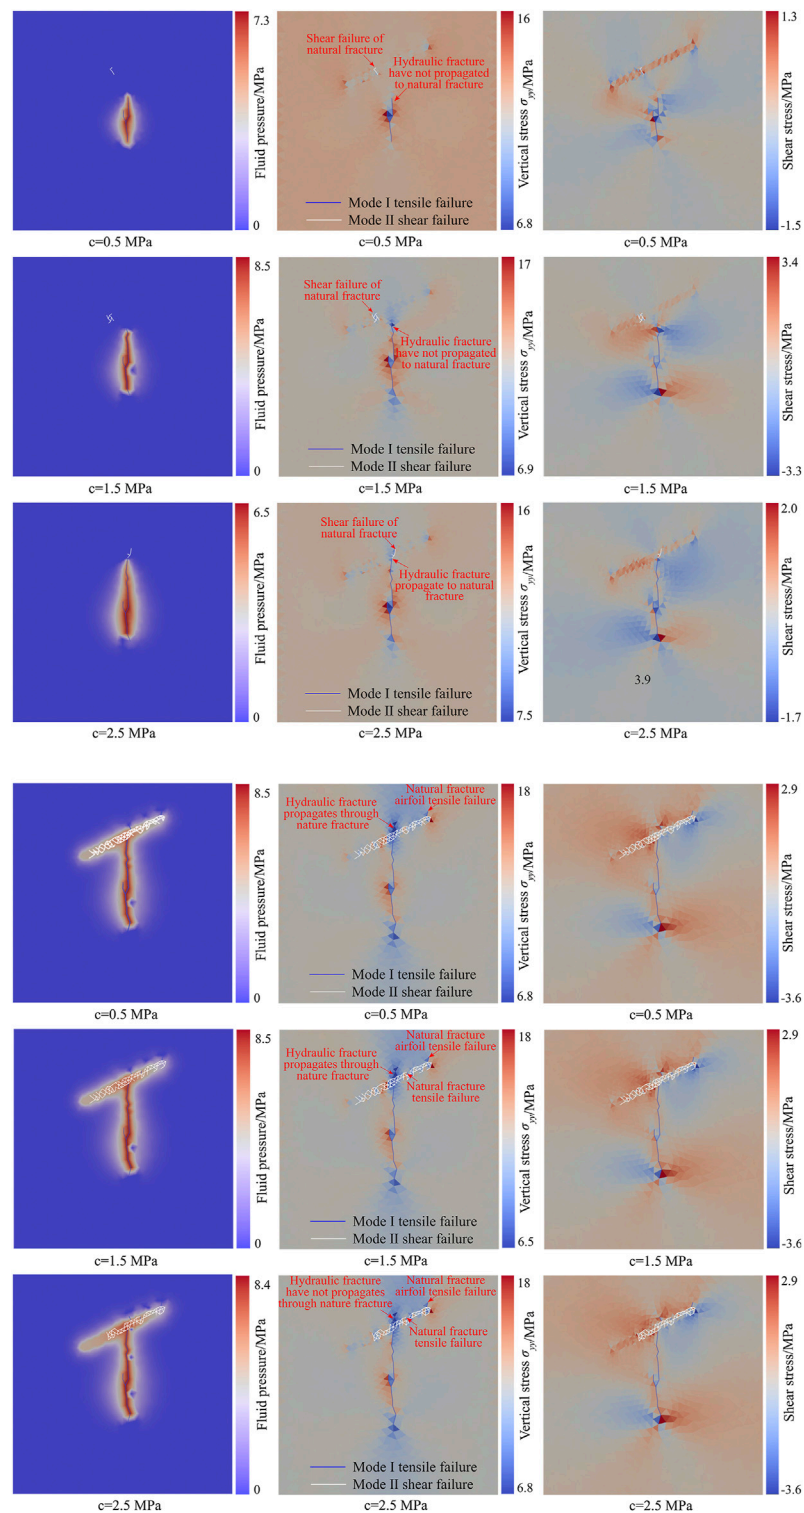 7.3
Fluid pressure/MPa
0
c=0.5 MPa
Shear failure of
natural fracture
Hydraulic fracture
have not propagated
to natural fracture
Mode I tensile failure
Mode II shear failure
16
Vertical stress σyy/MPa
6.8
c=0.5 MPa
1.3
Shear stress/MPa
-1.5
c=0.5 MPa
8.5
Fluid pressure/MPa
0
c=1.5 MPa
Shear failure of
natural fracture
Hydraulic fracture
have not propagated
to natural fracture
Mode I tensile failure
Mode II shear failure
17
Vertical stress σyy/MPa
6.9
c=1.5 MPa
3.4
Shear stress/MPa
-3.3
c=1.5 MPa
6.5
Fluid pressure/MPa
0
c=2.5 MPa
Shear failure of
natural fracture
Hydraulic fracture
propagate to natural
fracture
Mode I tensile failure
Mode II shear failure
16
Vertical stress σyy/MPa
7.5
c=2.5 MPa
3.9
2.0
Shear stress/MPa
-1.7
c=2.5 MPa
8.5
Fluid pressure/MPa
0
c=0.5 MPa
Natural fracture
airfoil tensile failure
Hydraulic fracture
propagates through
nature fracture
Mode I tensile failure
Mode II shear failure
18
Vertical stress σyy/MPa
6.8
c=0.5 MPa
2.9
Shear stress/MPa
-3.6
c=0.5 MPa
8.5
Fluid pressure/MPa
0
c=1.5 MPa
Natural fracture
airfoil tensile failure
Hydraulic fracture
propagates through
nature fracture
Natural fracture
tensile failure
Mode I tensile failure
Mode II shear failure
18
Vertical stress σyy/MPa
6.5
c=1.5 MPa
2.9
Shear stress/MPa
-3.6
c=1.5 MPa
8.4
Fluid pressure/MPa
0
c=2.5 MPa
Hydraulic fracture
have not propagates
through nature fracture
Natural fracture
airfoil tensile failure
Natural fracture
tensile failure
Mode I tensile failure
Mode II shear failure
18
Vertical stress σyy/MPa
6.8
c=2.5 MPa
2.9
Shear stress/MPa
-3.6
c=2.5 MPa